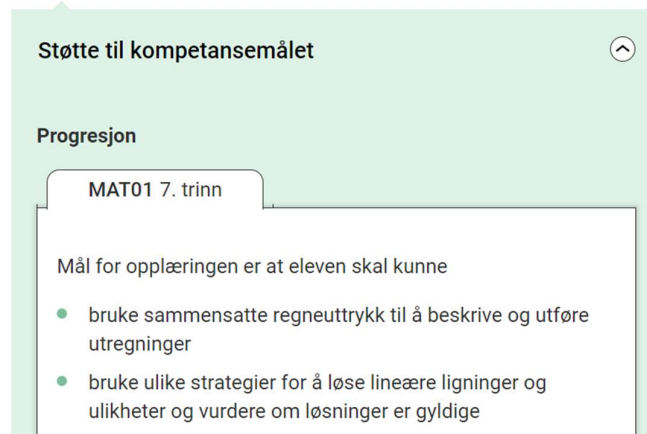 Støtte til kompetansemålet
Progresjon
MAT01 7. trinn
Mål for opplæringen er at eleven skal kunne
bruke sammensatte regneuttrykk til å beskrive og utføre
utregninger
bruke ulike strategier for å løse lineære ligninger og
ulikheter og vurdere om løsninger er gyldige